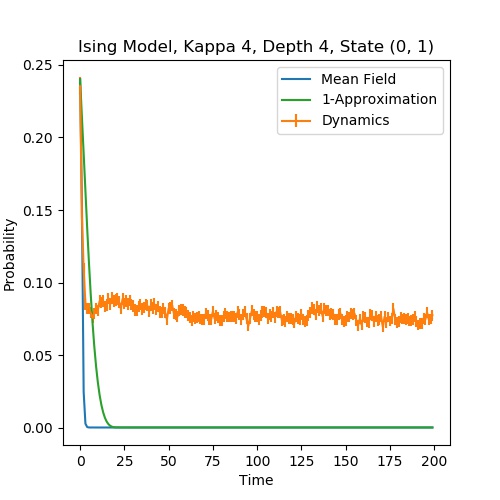 Ising Model, Kappa 4, Depth 4, State (0, 1)
Mean Field
1-Approximation
Dynamics
Probability
0.25
0.20
0.15
0.10
0.05
0.00
0 25 50 75 100 125 150 175 200
Time